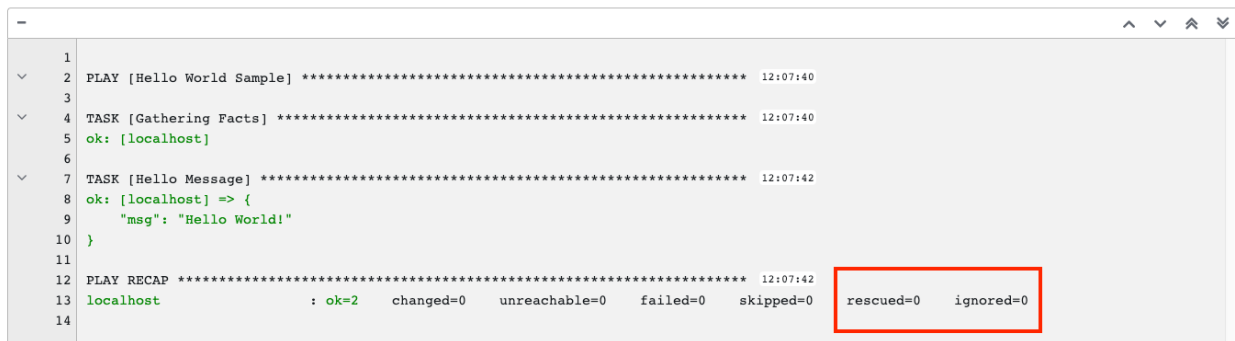 1
2 PLAY [Hello World Sample] ****************************************************** 12:07:40
3
4 TASK [Gathering Facts] ********************************************************* 12:07:40
5 ok: [localhost]
6
7 TASK [Hello Message] *********************************************************** 12:07:42
8 ok: [localhost] => {
9     "msg": "Hello World!"
10 }
11
12 PLAY RECAP ********************************************************************* 12:07:42
13 localhost                  : ok=2    changed=0    unreachable=0    failed=0    skipped=0    rescued=0    ignored=0
14